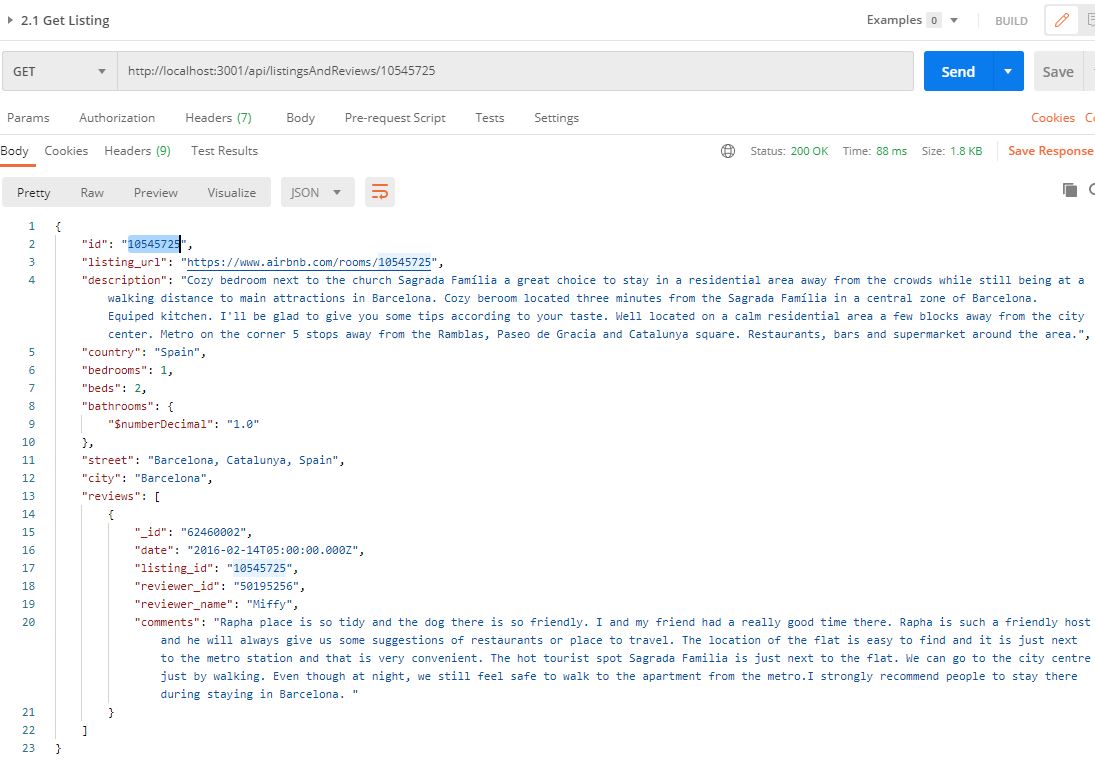 2.1 Get Listing
Examples 0
BUILD
GET
http://localhost:3001/api/listingsAndReviews/10545725
Send
Save
Params Authorization Headers (7) Body Pre-request Script Tests Settings Cookies
Body Cookies Headers (9) Test Results Status: 200 OK Time: 88 ms Size: 1.8 KB Save Response
Pretty Raw Preview Visualize JSON
1 {
2 "id": "10545725",
3 "listing_url": "https://www.airbnb.com/rooms/10545725",
4 "description": "Cozy bedroom next to the church Sagrada Família a great choice to stay in a residential area away from the crowds while still being at a
walking distance to main attractions in Barcelona. Cozy beroom located three minutes from the Sagrada Família in a central zone of Barcelona.
Equiped kitchen. I'll be glad to give you some tips according to your taste. Well located on a calm residential area a few blocks away from the city
center. Metro on the corner 5 stops away from the Ramblas, Paseo de Gracia and Catalunya square. Restaurants, bars and supermarket around the area.",
5 "country": "Spain",
6 "bedrooms": 1,
7 "beds": 2,
8 "bathrooms": {
9 "$numberDecimal": "1.0"
10 },
11 "street": "Barcelona, Catalunya, Spain",
12 "city": "Barcelona",
13 "reviews": [
14 {
15 "_id": "62460002",
16 "date": "2016-02-14T05:00:00.000Z",
17 "listing_id": "10545725",
18 "reviewer_id": "50195256",
19 "reviewer_name": "Miffy",
20 "comments": "Rapha place is so tidy and the dog there is so friendly. I and my friend had a really good time there. Rapha is such a friendly host
and he will always give us some suggestions of restaurants or place to travel. The location of the flat is easy to find and it is just next
to the metro station and that is very convenient. The hot tourist spot Sagrada Familia is just next to the flat. We can go to the city centre
just by walking. Even though at night, we still feel safe to walk to the apartment from the metro.I strongly recommend people to stay there
during staying in Barcelona. "
21 }
22 ]
23 }